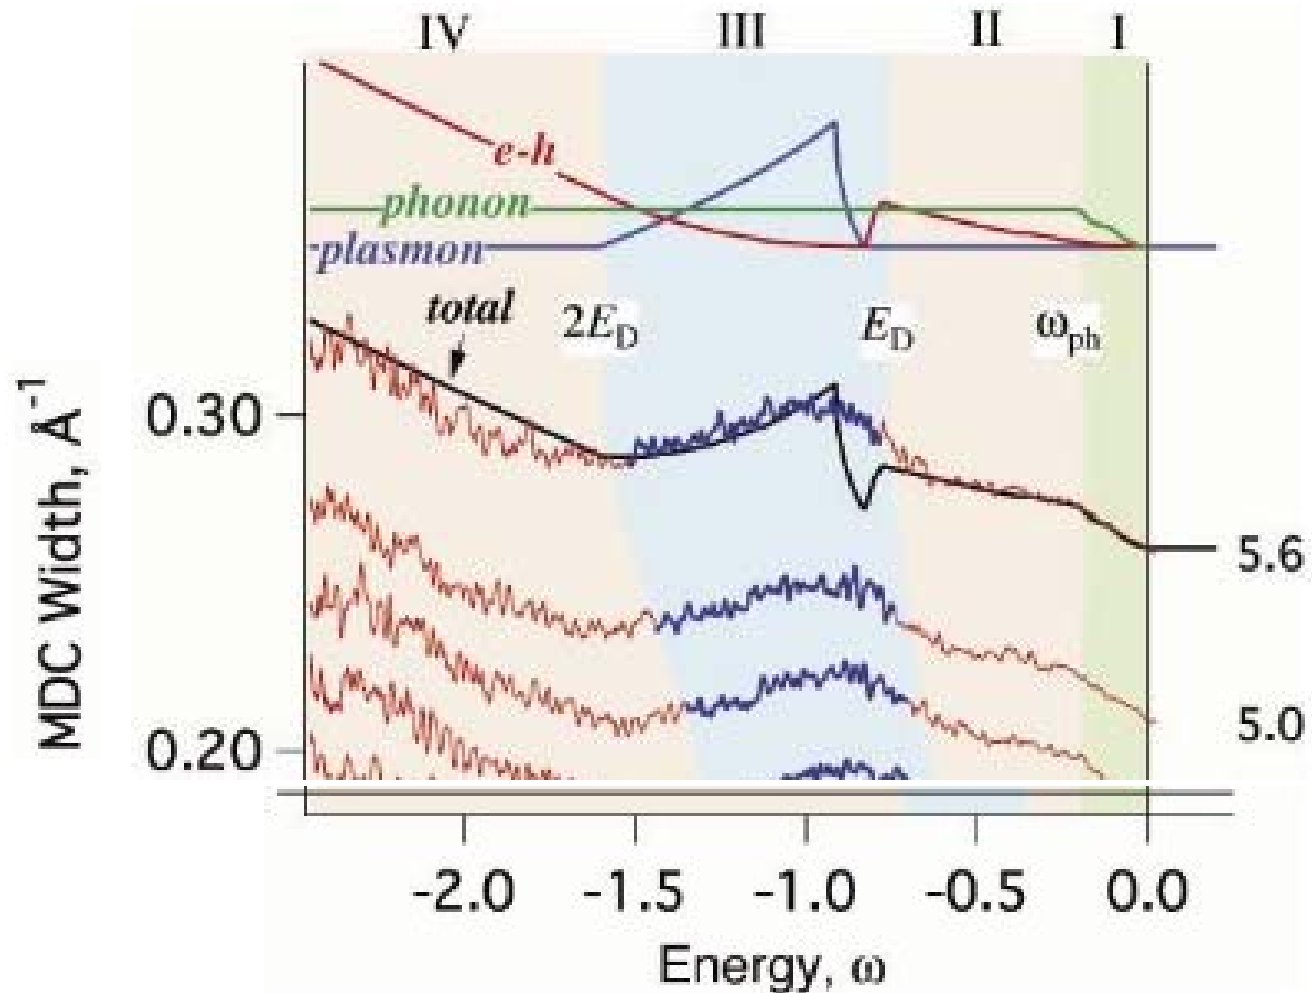 IV III II I
e-h
phonon
plasmon
total
2E_D E_D ω_ph
MDC Width, Å⁻¹
0.30
0.20
5.6
5.0
-2.0 -1.5 -1.0 -0.5 0.0
Energy, ω